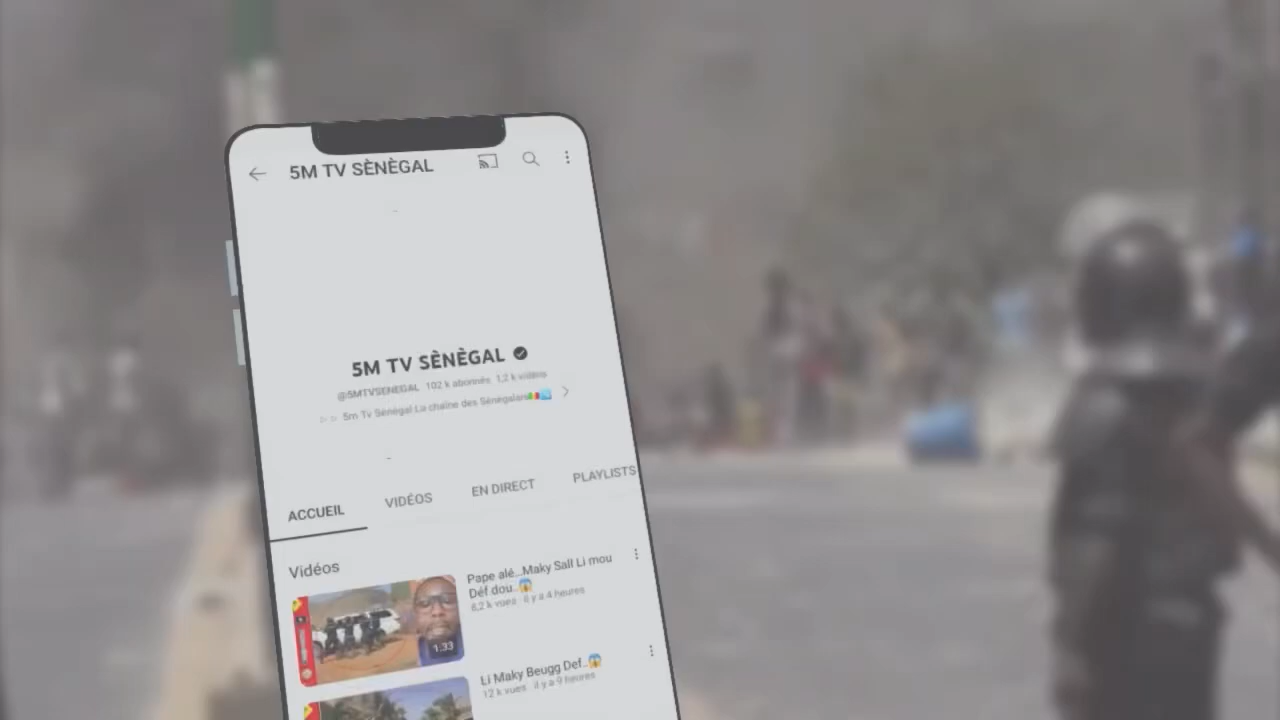 5M TV SÈNÈGAL
5M TV SÈNÈGAL
@5MTVSENEGAL 102 k abonnés 1,2 k vidéos
5m Tv Sénégal La chaîne des Sénégalais
ACCUEIL VIDÉOS EN DIRECT PLAYLISTS
Vidéos
Pape alé...Maky Sall Li mou
Déf dou..😱
6,2 k vues · il y a 4 heures
1:33
Li Maky Beugg Def..😱
12 k vues · il y a 9 heures